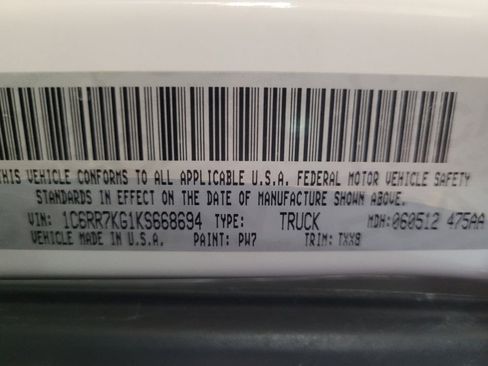 THIS VEHICLE CONFORMS TO ALL APPLICABLE U.S.A. FEDERAL MOTOR VEHICLE SAFETY
STANDARDS IN EFFECT ON THE DATE OF MANUFACTURE SHOWN ABOVE.
VIN: 1C6RR7KG1KS668694 TYPE: TRUCK MDH: 060512 475AA
VEHICLE MADE IN U.S.A. PAINT: PW7 TRIM: TXX8